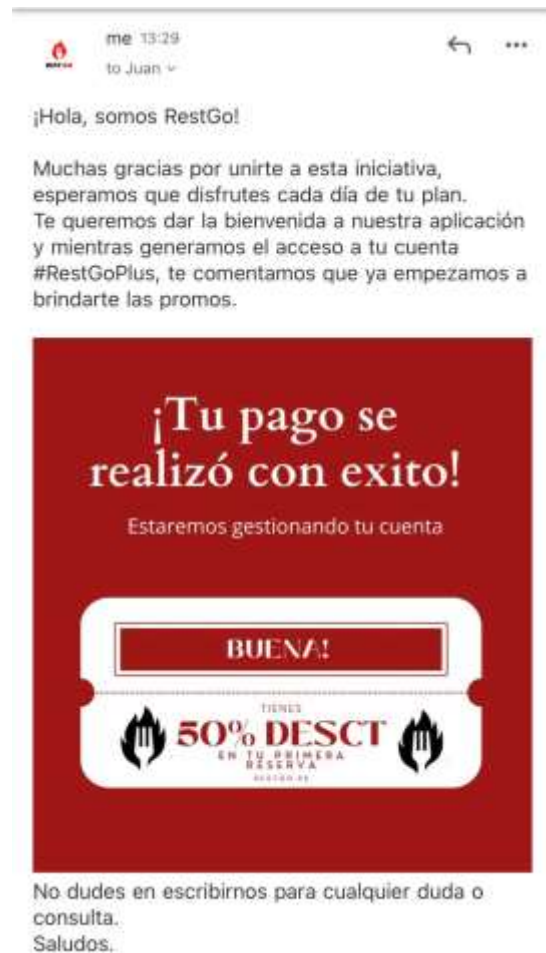 me 13:29
to Juan
¡Hola, somos RestGo!
Muchas gracias por unirte a esta iniciativa,
esperamos que disfrutes cada día de tu plan.
Te queremos dar la bienvenida a nuestra aplicación
y mientras generamos el acceso a tu cuenta
#RestGoPlus, te comentamos que ya empezamos a
brindarte las promos.
¡Tu pago se
realizó con exito!
Estaremos gestionando tu cuenta
BUENA!
TIENES
50% DESCT
EN TU PRIMERA
RESERVA
No dudes en escribirnos para cualquier duda o
consulta.
Saludos.